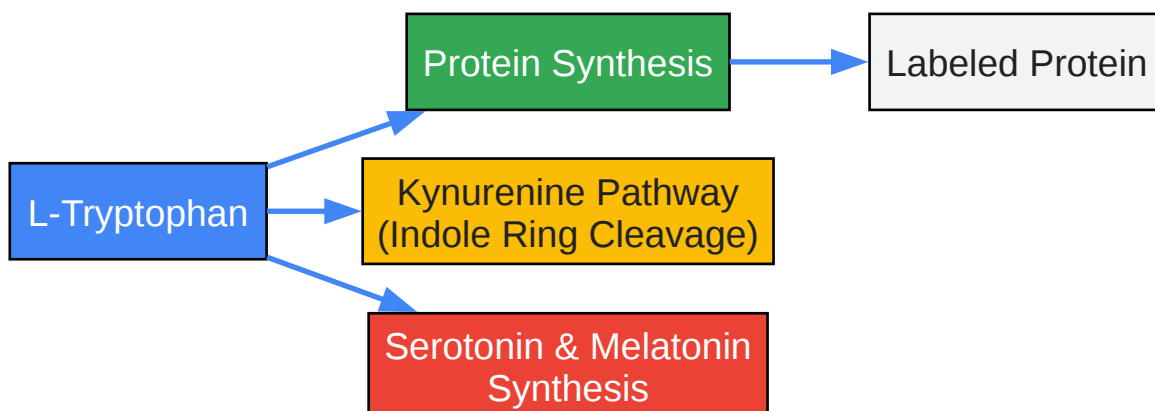 Protein Synthesis
Labeled Protein
L-Tryptophan
Kynurenine Pathway
(Indole Ring Cleavage)
Serotonin & Melatonin
Synthesis